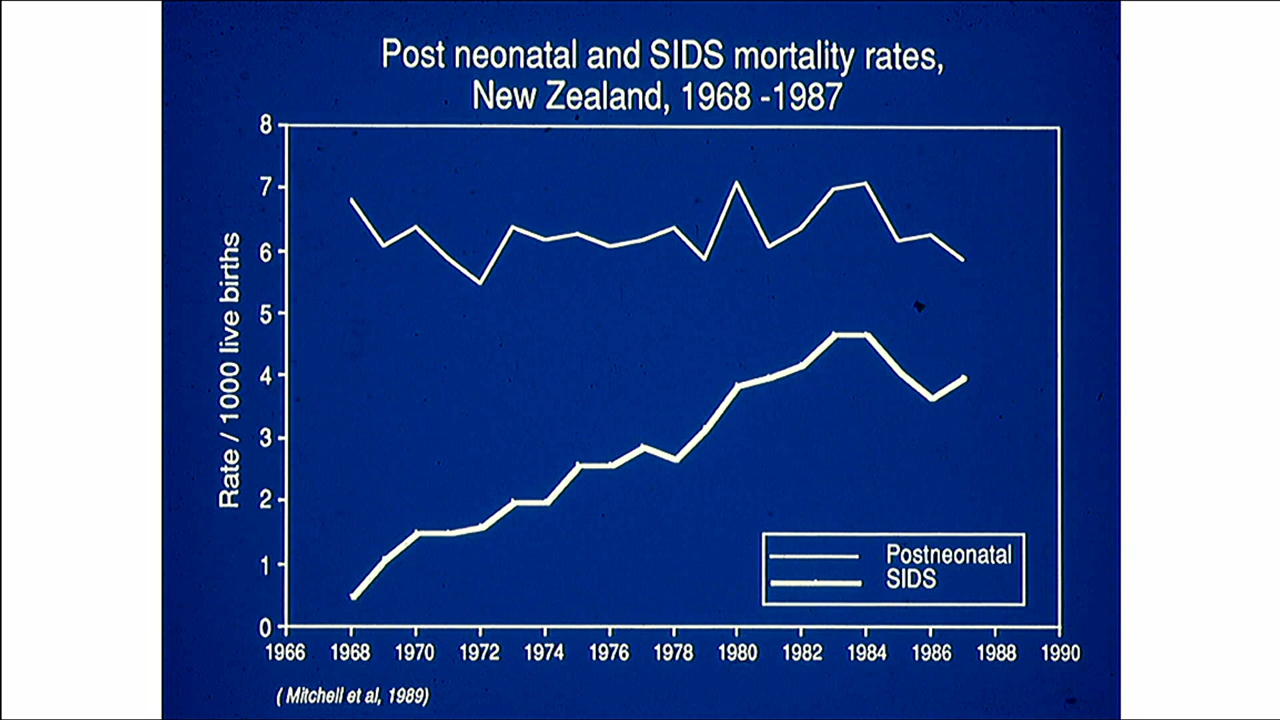 Post neonatal and SIDS mortality rates,
New Zealand, 1968 -1987
8
7
6
5
4
3
2
1
0
Rate / 1000 live births
1966 1968 1970 1972 1974 1976 1978 1980 1982 1984 1986 1988 1990
Postneonatal
SIDS
( Mitchell et al, 1989)